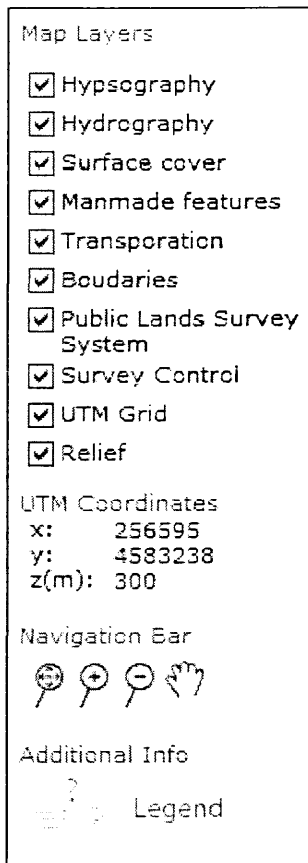 Map Layers
Hypsography
Hydrography
Surface cover
Manmade features
Transporation
Boudaries
Public Lands Survey
System
Survey Control
UTM Grid
Relief
UTM Coordinates
x: 256595
y: 4583238
z(m): 300
Navigation Bar
Additional Info
? Legend